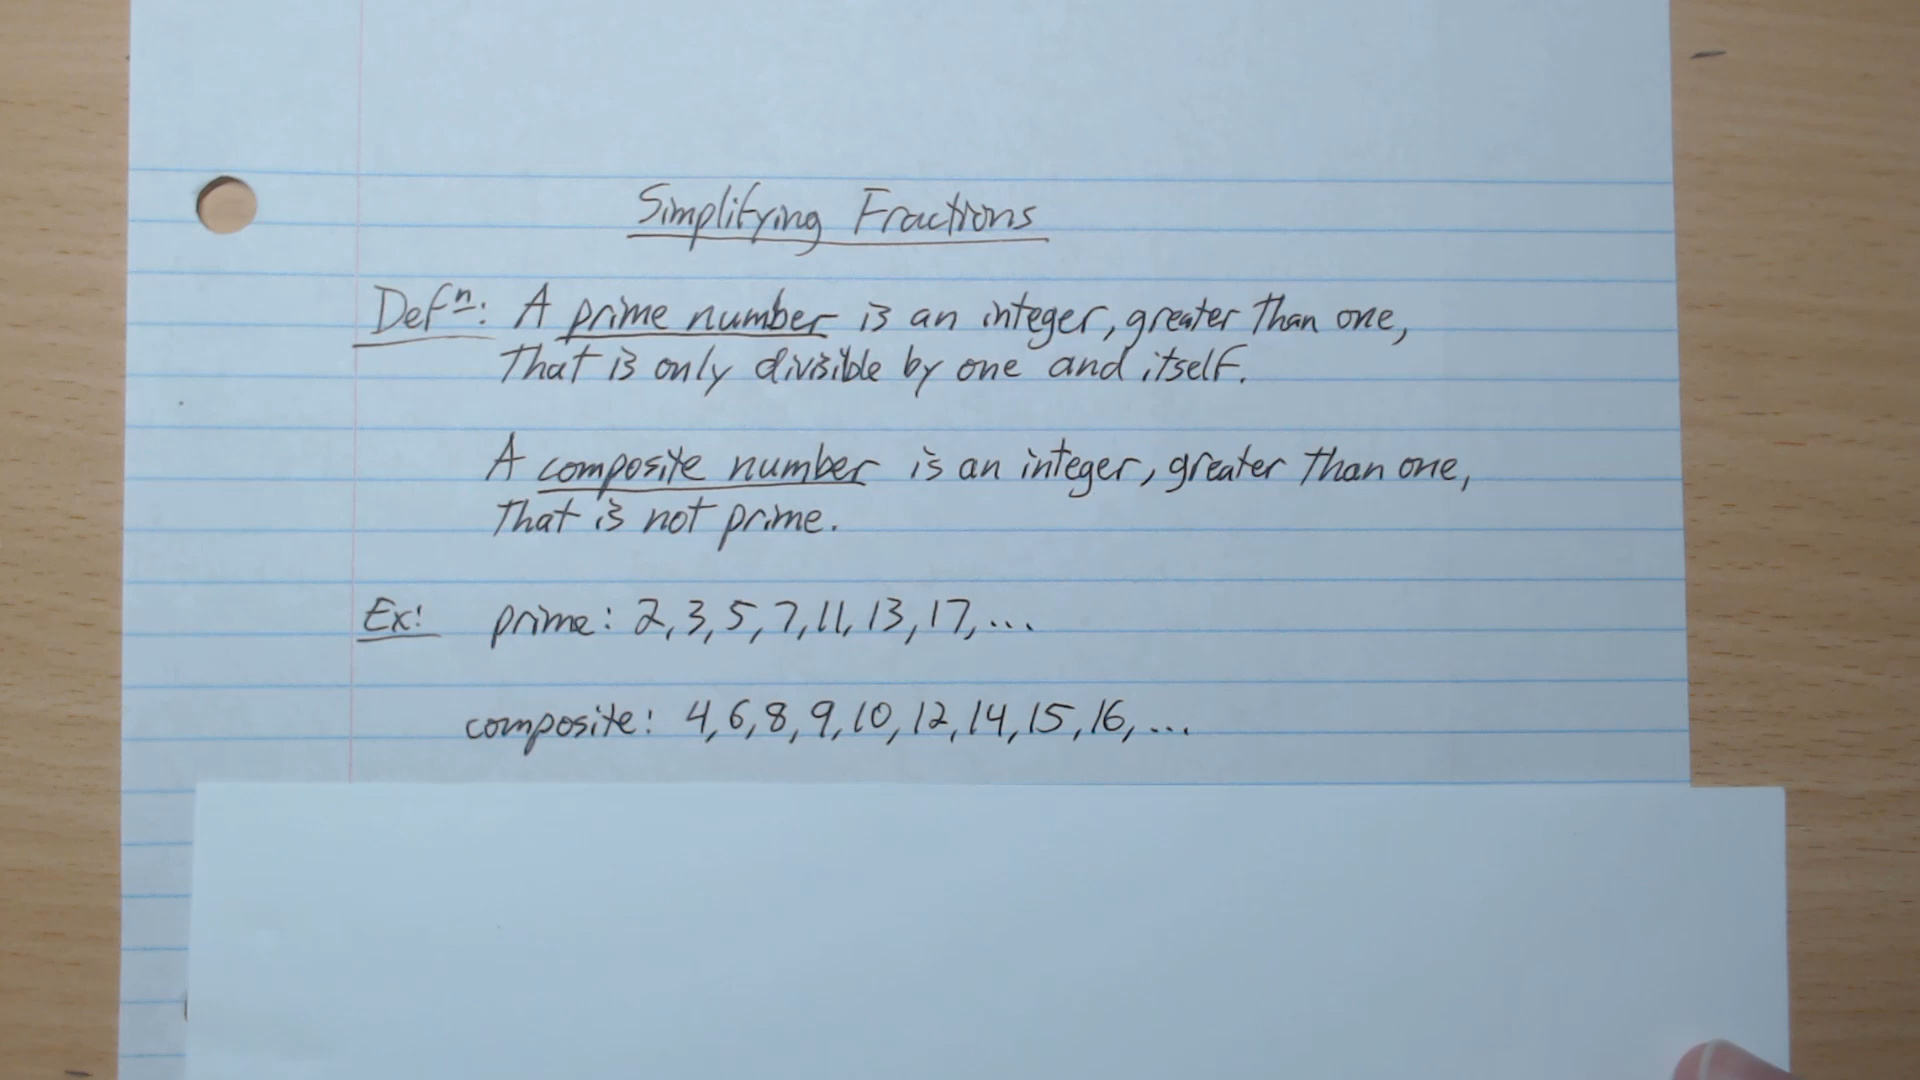 Simplifying Fractions
Defⁿ: A prime number is an integer, greater than one,
that is only divisible by one and itself.
A composite number is an integer, greater than one,
that is not prime.
Ex: prime: 2, 3, 5, 7, 11, 13, 17, ...
composite: 4, 6, 8, 9, 10, 12, 14, 15, 16, ...